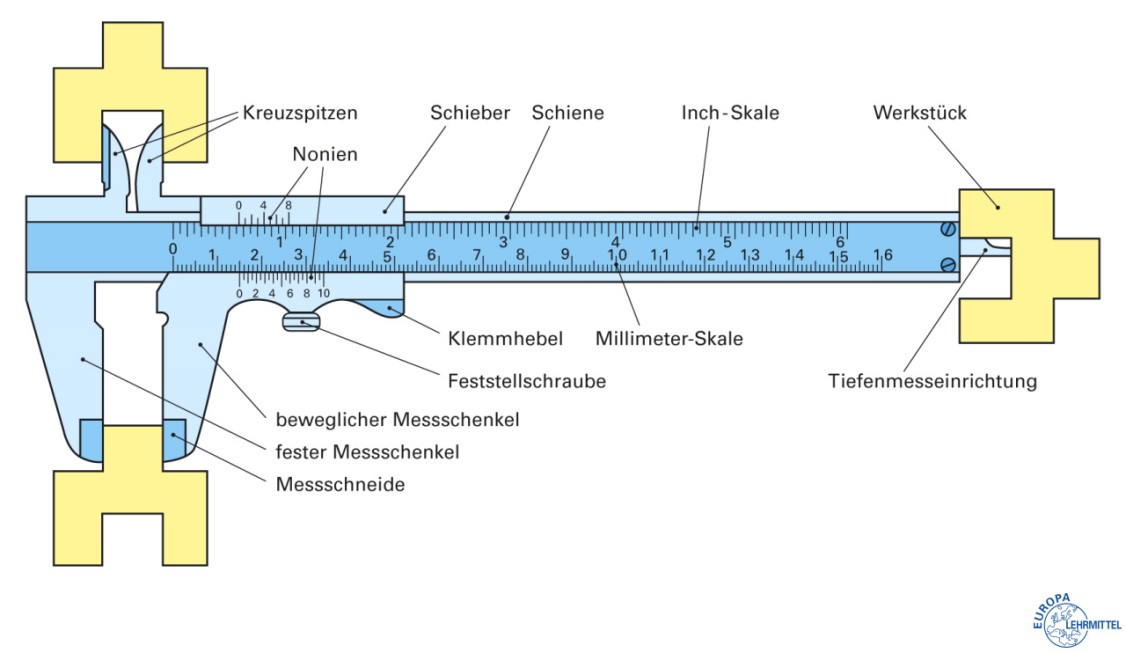 Kreuzspitzen
Schieber
Schiene
Inch-Skale
Werkstück
Nonien
0 4 8
0 1 2 3 4 5 6
1 2 3 4 5 6 7 8 9 10 11 12 13 14 15 16
0 2 4 6 8 10
Klemmhebel
Millimeter-Skale
Feststellschraube
Tiefenmesseinrichtung
beweglicher Messschenkel
fester Messschenkel
Messschneide
EUROPA
LEHRMITTEL